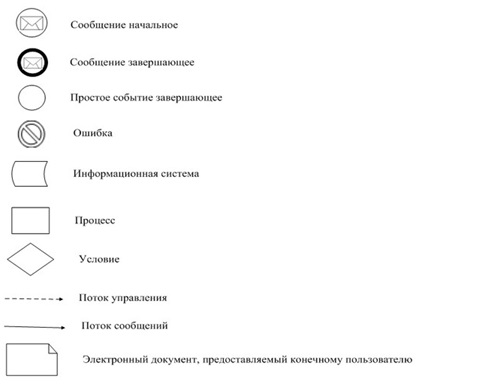 Сообщение начальное
Сообщение завершающее
Простое событие завершающее
Ошибка
Информационная система
Процесс
Условие
Поток управления
Поток сообщений
Электронный документ, предоставляемый конечному пользователю